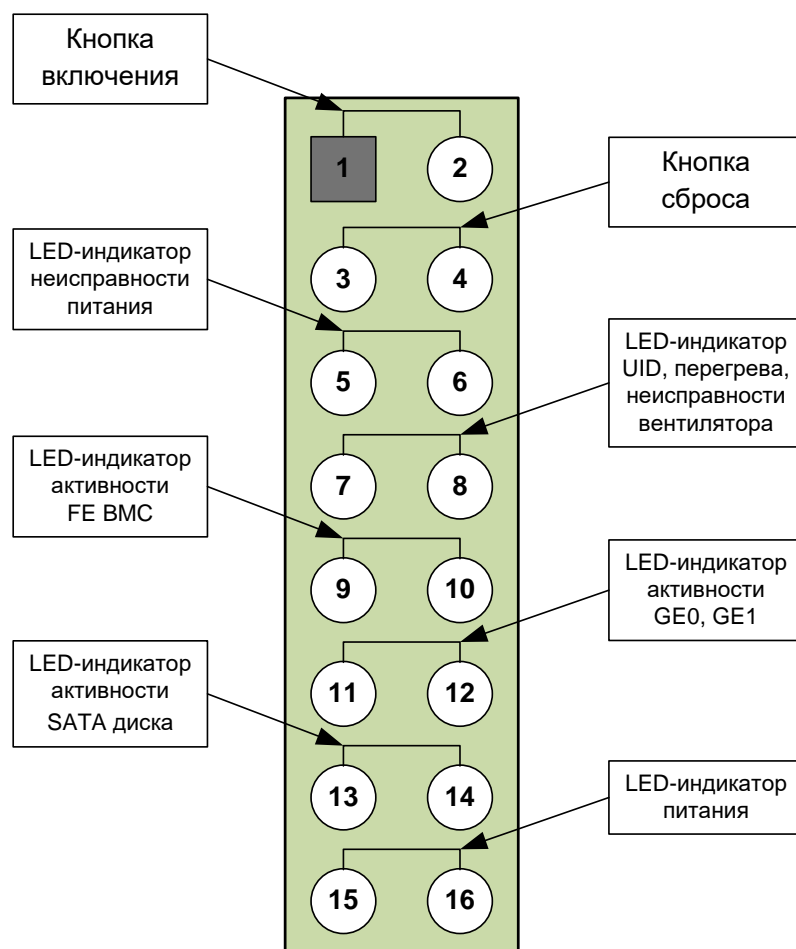 Кнопка
включения
1
2
Кнопка
сброса
3
4
LED-индикатор
неисправности
питания
5
6
LED-индикатор
UID, перегрева,
неисправности
вентилятора
7
8
LED-индикатор
активности
FE BMC
9
10
LED-индикатор
активности
GE0, GE1
11
12
LED-индикатор
активности
SATA диска
13
14
LED-индикатор
питания
15
16